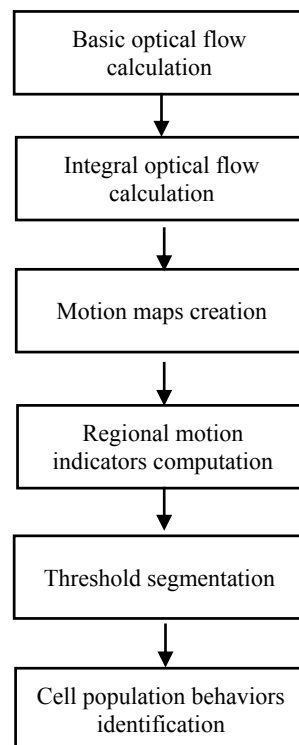 Basic optical flow
calculation
Integral optical flow
calculation
Motion maps creation
Regional motion
indicators computation
Threshold segmentation
Cell population behaviors
identification